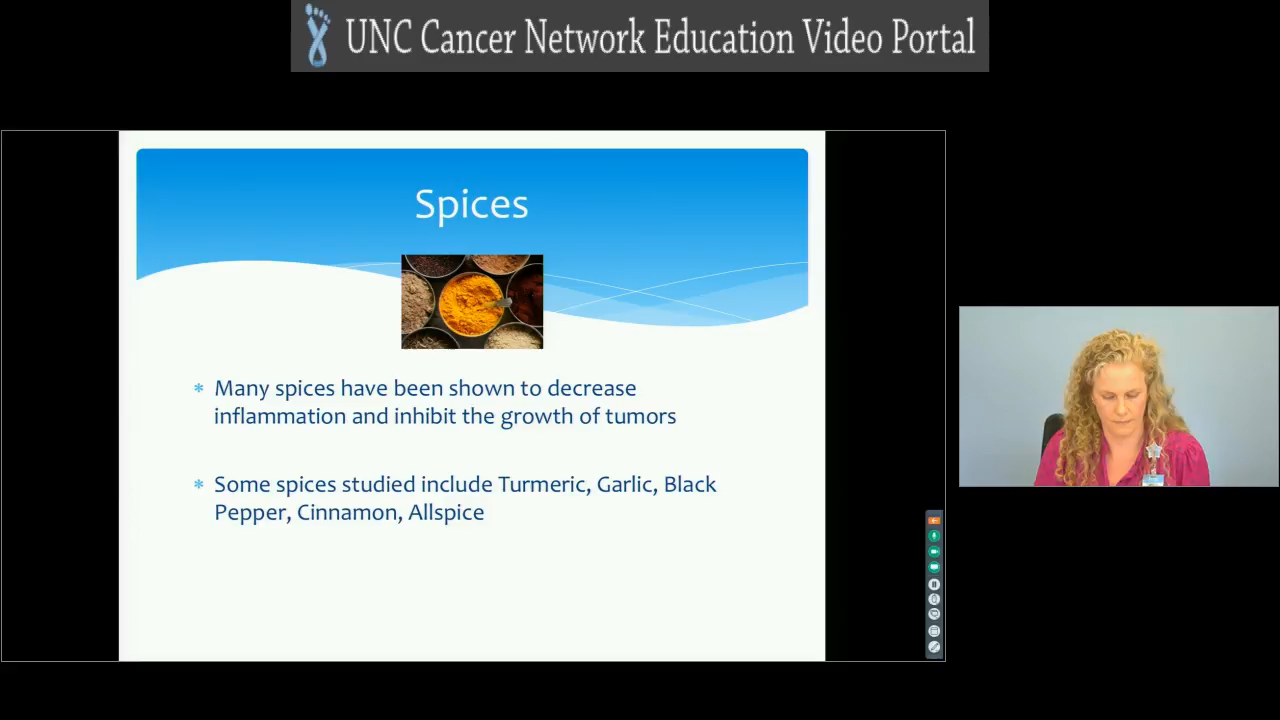 UNC Cancer Network Education Video Portal
Spices
* Many spices have been shown to decrease
inflammation and inhibit the growth of tumors
* Some spices studied include Turmeric, Garlic, Black
Pepper, Cinnamon, Allspice